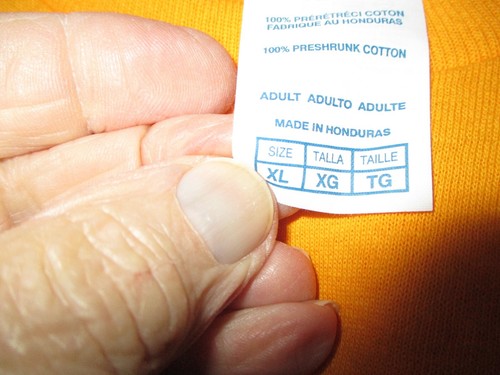 100% PRÉRÉTRÉCI COTON
FABRIQUE AU HONDURAS
100% PRESHRUNK COTTON
ADULT ADULTO ADULTE
MADE IN HONDURAS
SIZE TALLA TAILLE
XL XG TG